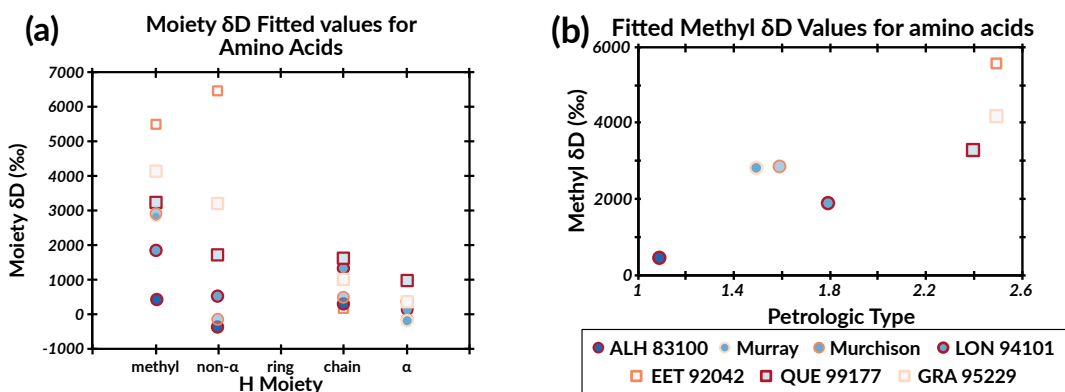 (a)
Moiety δD Fitted values for
Amino Acids
7000
6000
5000
4000
3000
2000
1000
0
-1000
Moiety δD (‰)
methyl non-α ring chain α
H Moiety
(b)
Fitted Methyl δD Values for amino acids
6000
4000
2000
0
Methyl δD (‰)
1 1.4 1.8 2.2 2.6
Petrologic Type
ALH 83100 Murray Murchison LON 94101
EET 92042 QUE 99177 GRA 95229